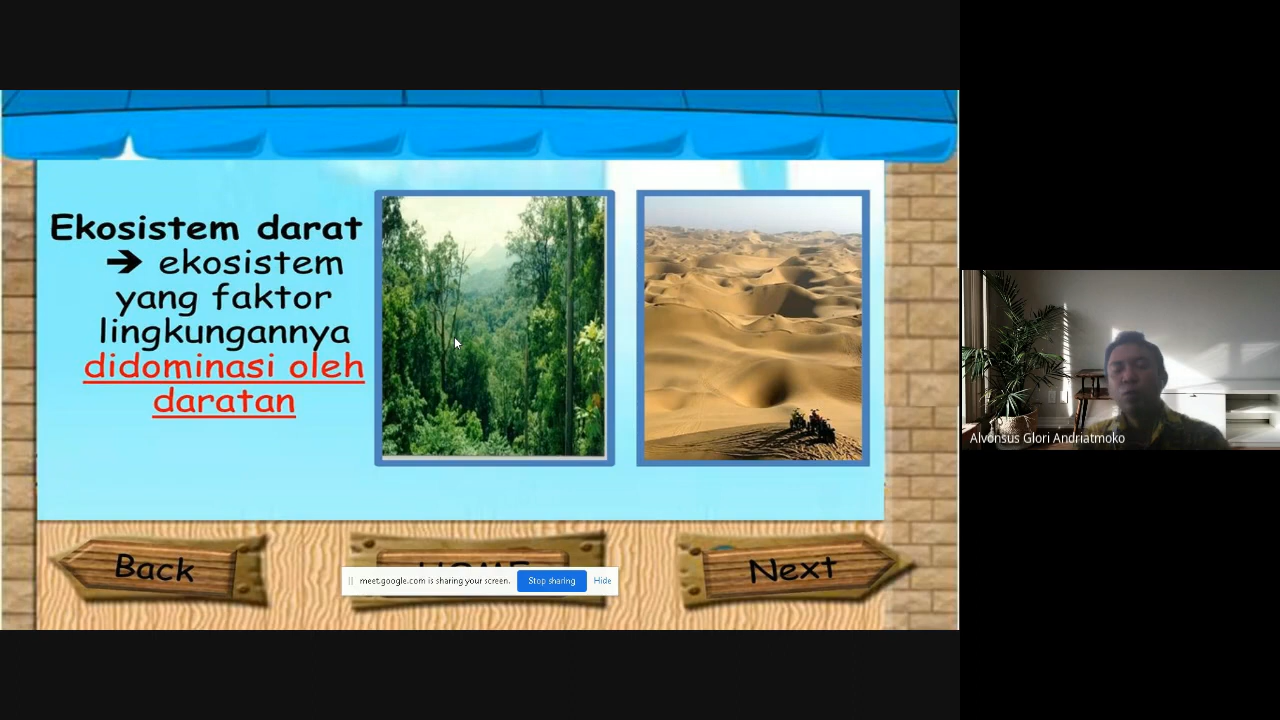 Ekosistem darat
➔ ekosistem
yang faktor
lingkungannya
didominasi oleh
daratan
Back
HOME
Next
meet.google.com is sharing your screen.
Stop sharing
Hide
Alvonsus Glori Andriatmoko